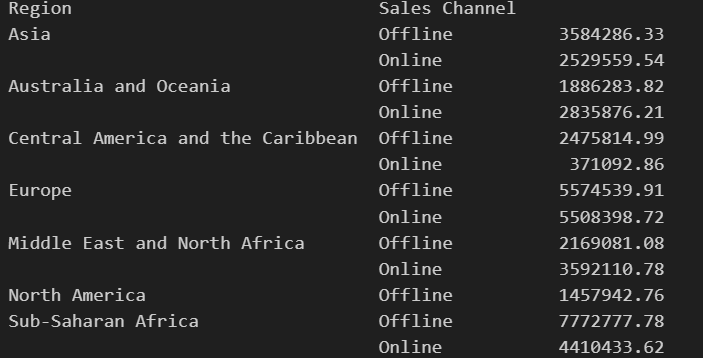 Region                             Sales Channel
Asia                               Offline          3584286.33
                                   Online           2529559.54
Australia and Oceania              Offline          1886283.82
                                   Online           2835876.21
Central America and the Caribbean  Offline          2475814.99
                                   Online            371092.86
Europe                             Offline          5574539.91
                                   Online           5508398.72
Middle East and North Africa       Offline          2169081.08
                                   Online           3592110.78
North America                      Offline          1457942.76
Sub-Saharan Africa                 Offline          7772777.78
                                   Online           4410433.62